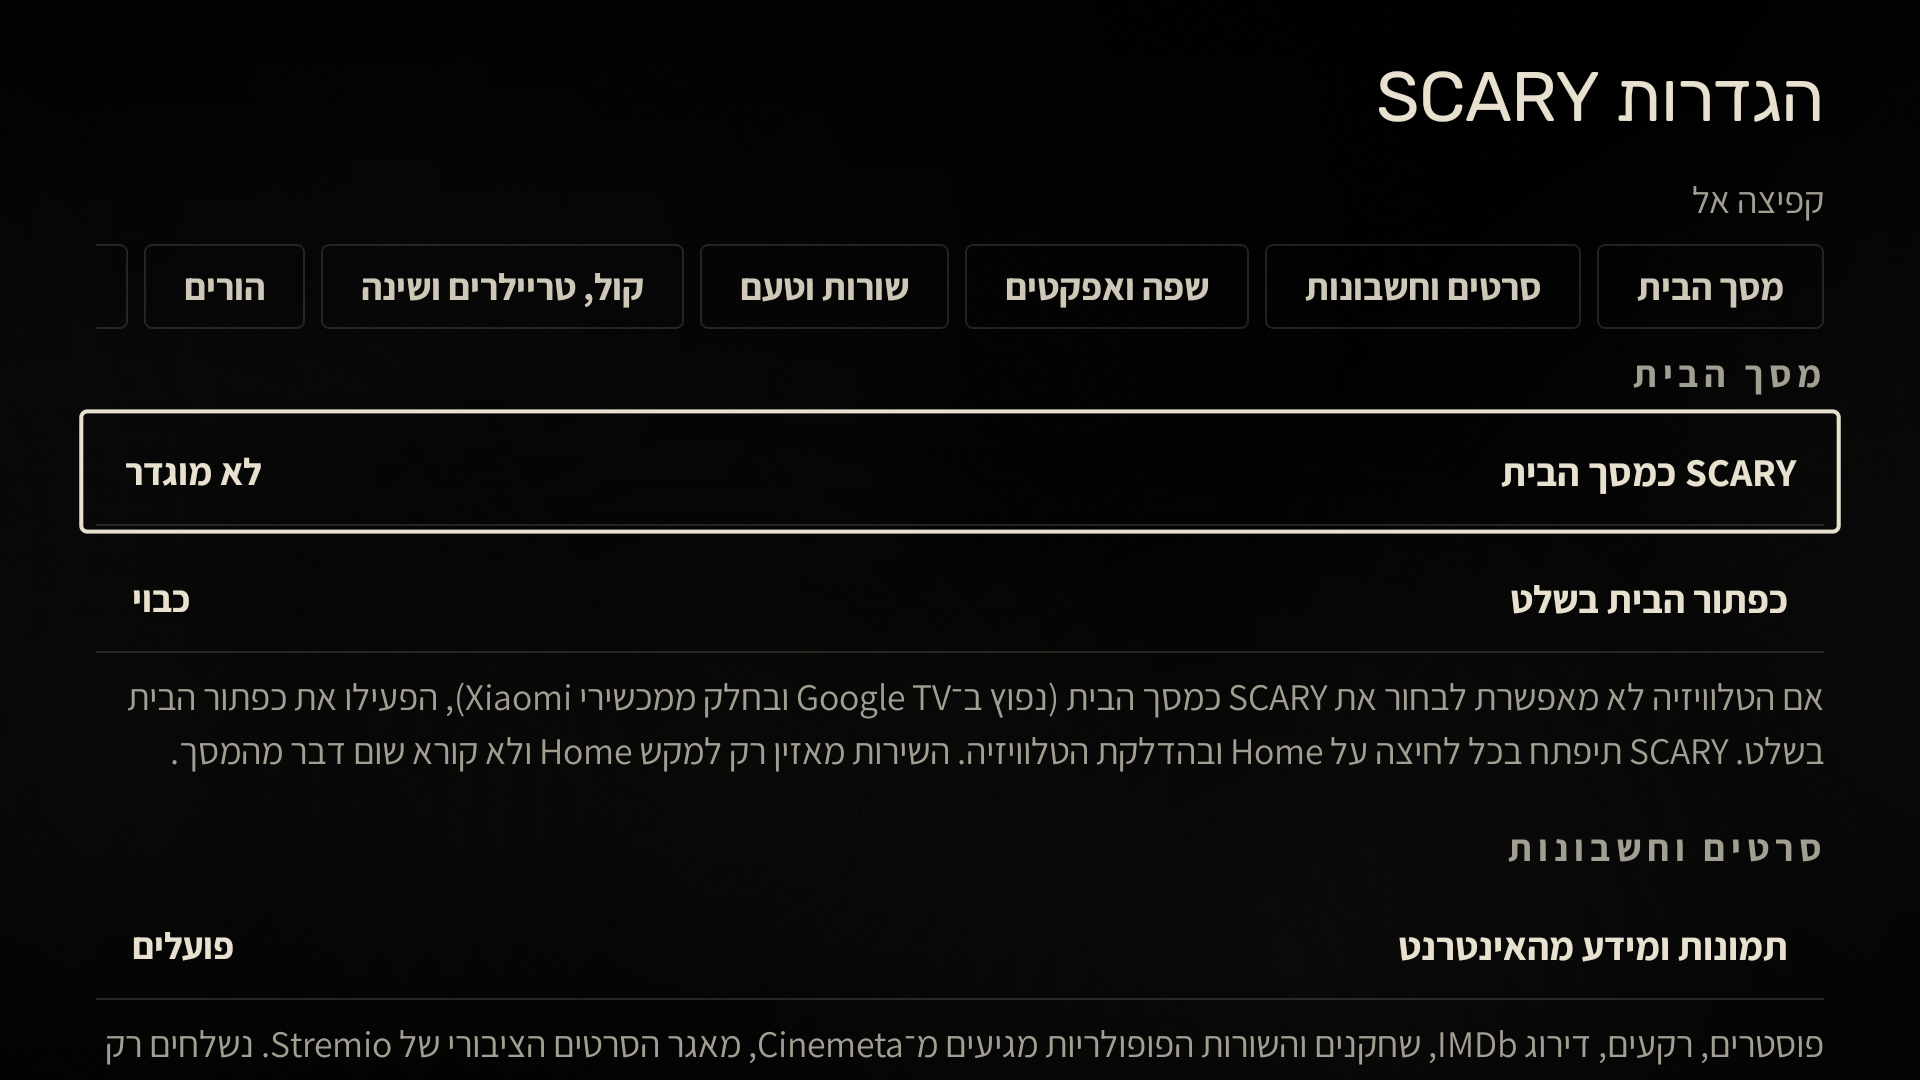 הגדרות SCARY
קפיצה אל
מסך הבית
סרטים וחשבונות
שפה ואפקטים
שורות וטעם
קול, טריילרים ושינה
הורים
מסך הבית
SCARY כמסך הבית
לא מוגדר
כפתור הבית בשלט
כבוי
אם הטלוויזיה לא מאפשרת לבחור את SCARY כמסך הבית (נפוץ ב־Google TV ובחלק ממכשירי Xiaomi), הפעילו את כפתור הבית
בשלט. SCARY תיפתח בכל לחיצה על Home ובהדלקת הטלוויזיה. השירות מאזין רק למקש Home ולא קורא שום דבר מהמסך.
סרטים וחשבונות
תמונות ומידע מהאינטרנט
פועלים
פוסטרים, רקעים, דירוג IMDb, שחקנים והשורות הפופולריות מגיעים מ־Cinemeta, מאגר הסרטים הציבורי של Stremio. נשלחים רק